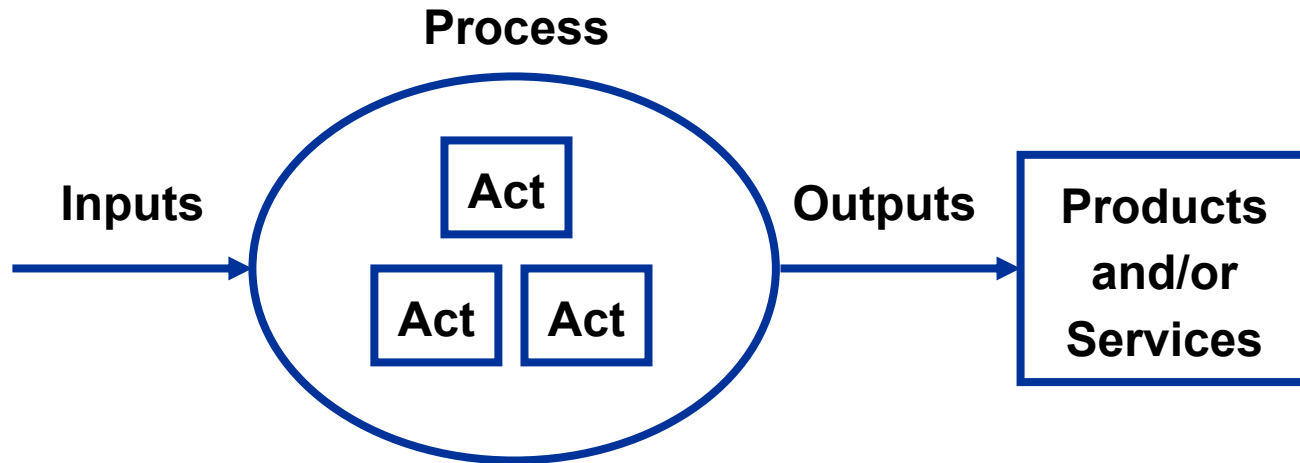 Process
Act
Inputs
Outputs
Products
and/or
Services
Act
Act